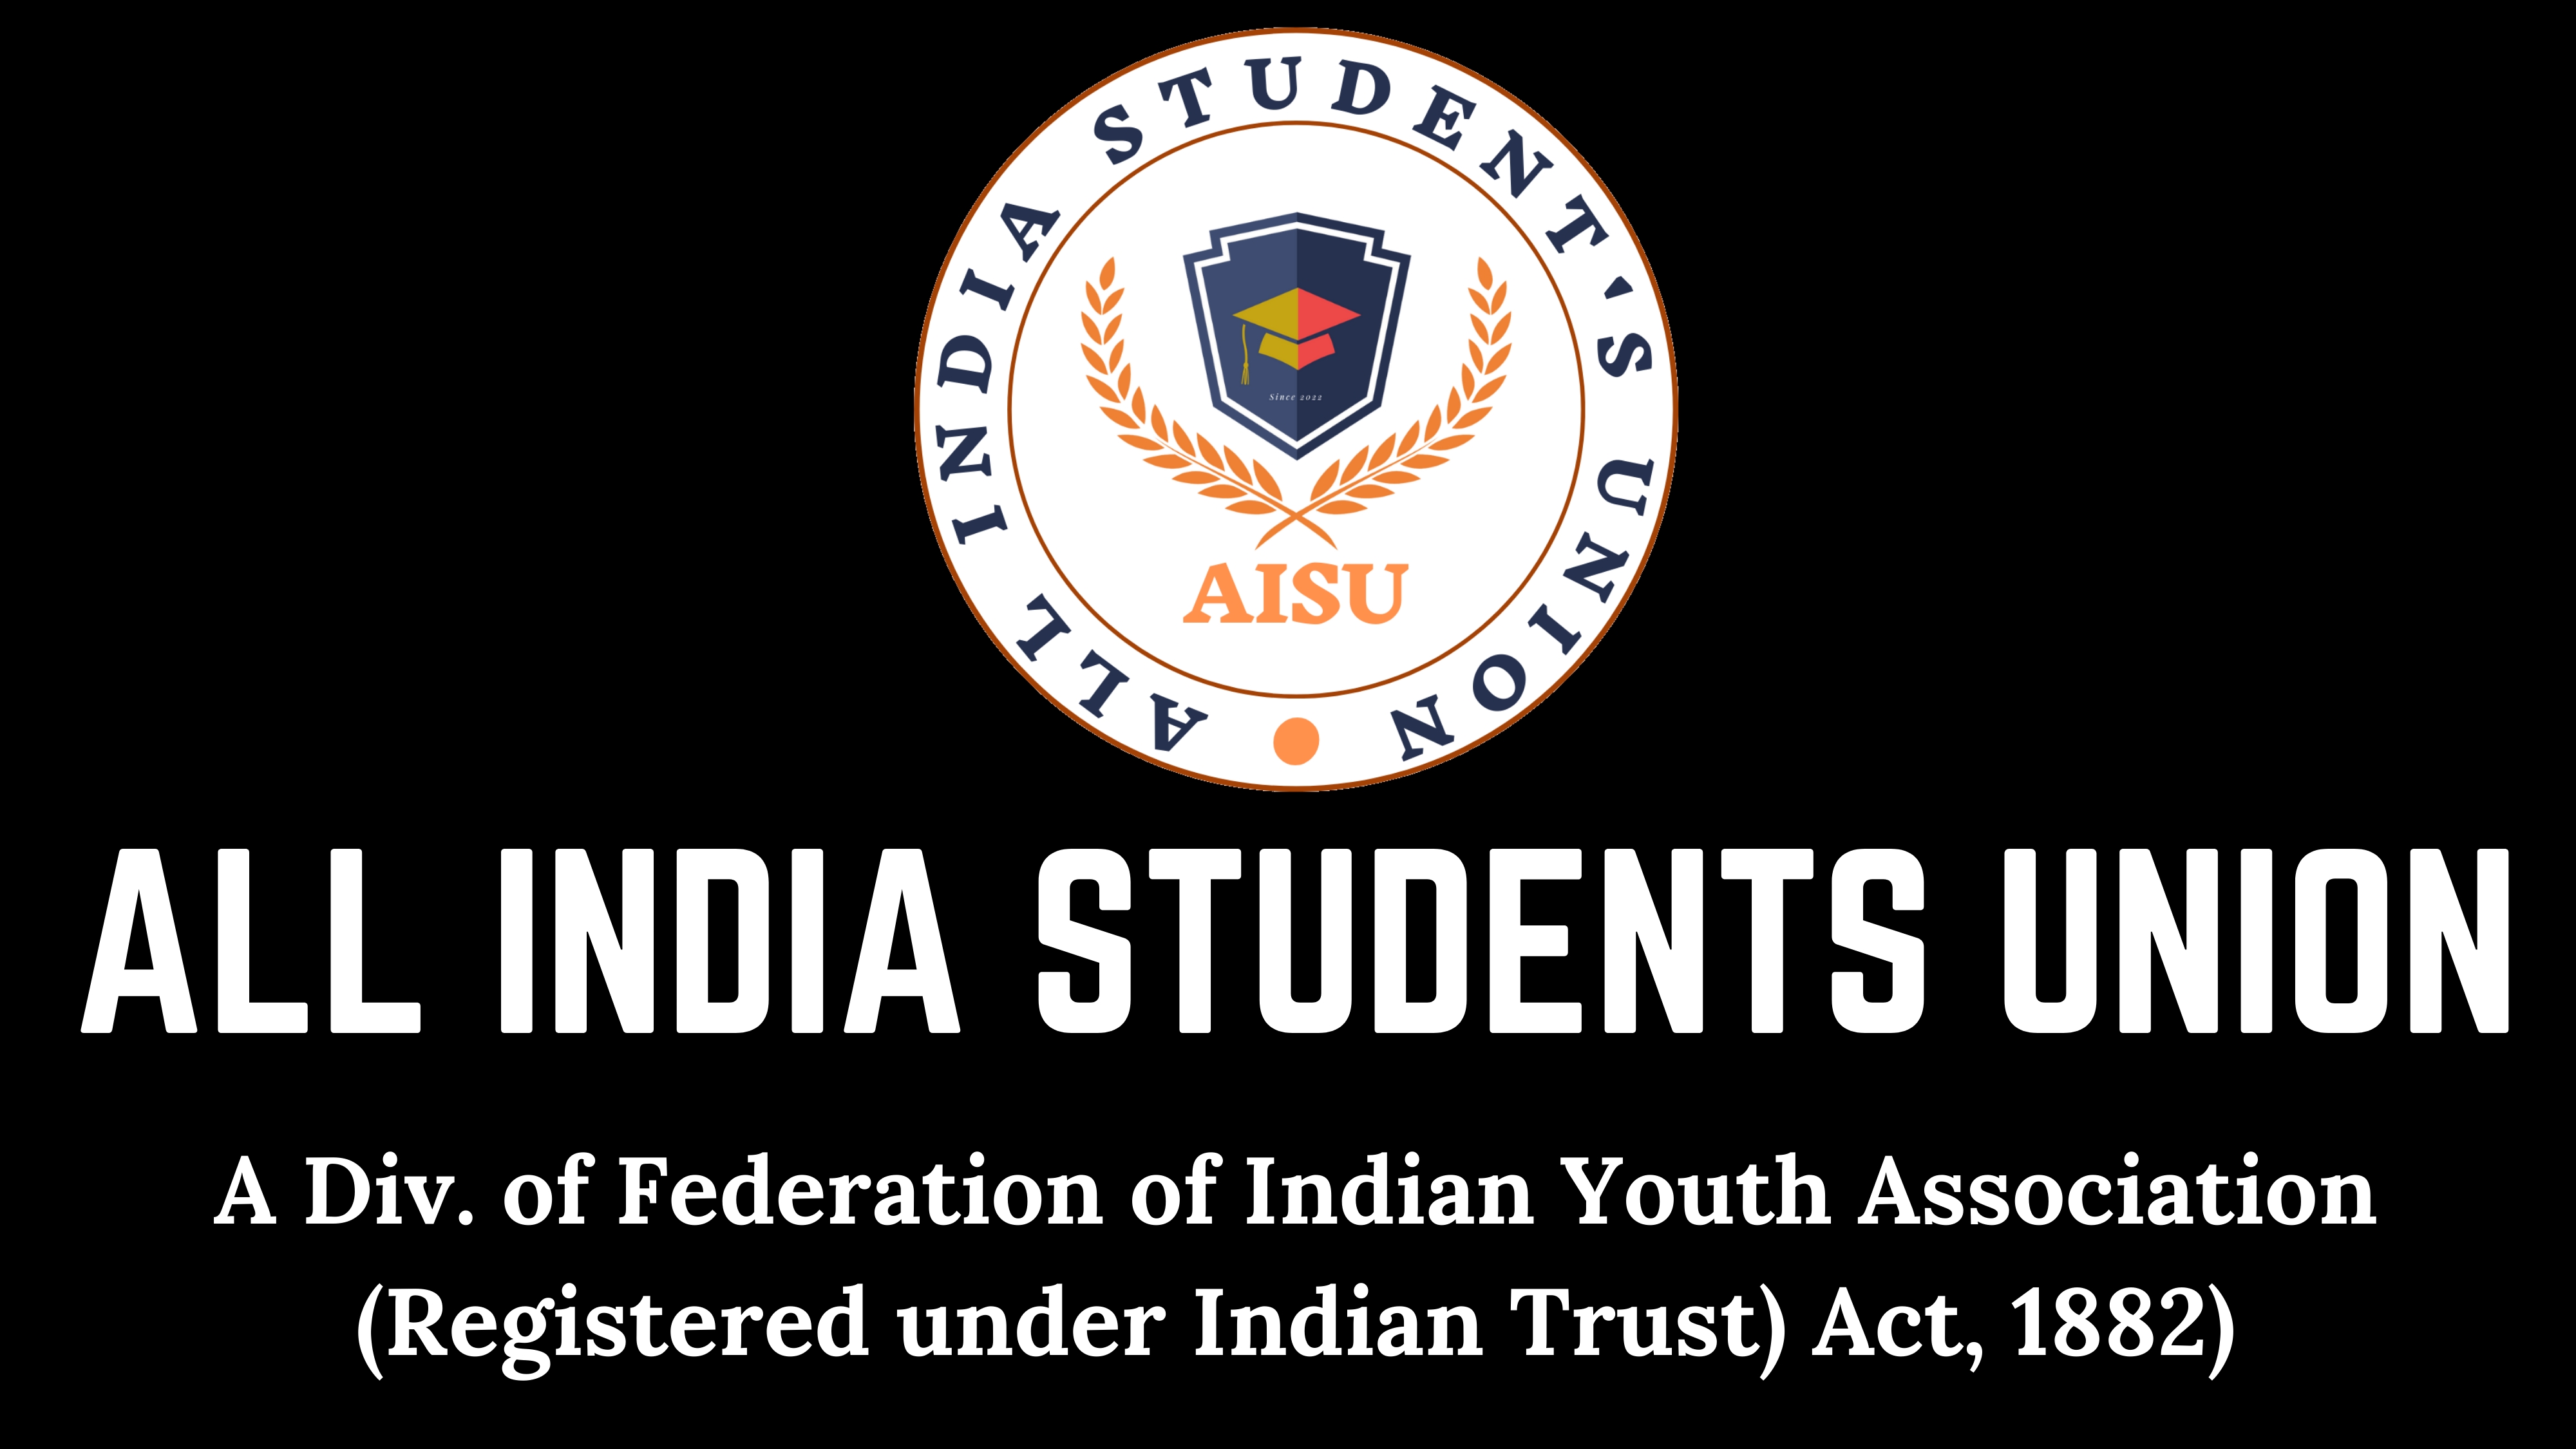 ALL INDIA STUDENT'S UNION
Since 2022
AISU
ALL INDIA STUDENTS UNION
A Div. of Federation of Indian Youth Association
(Registered under Indian Trust) Act, 1882)